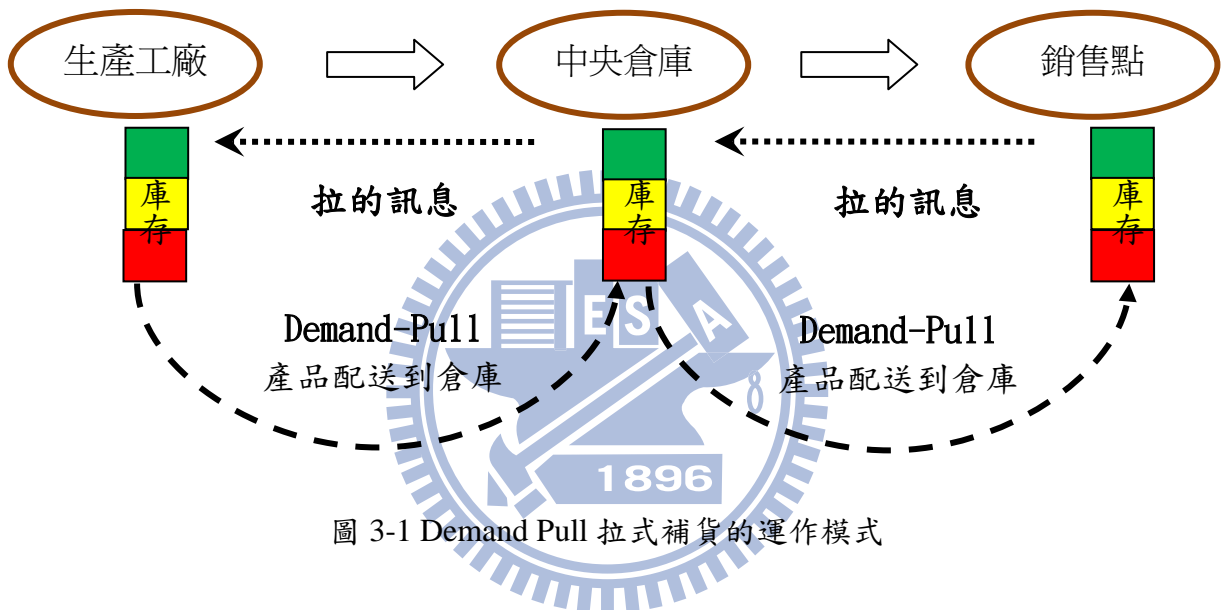 生產工廠
中央倉庫
銷售點
庫存
庫存
庫存
拉的訊息
拉的訊息
Demand-Pull
產品配送到倉庫
Demand-Pull
產品配送到倉庫
E S A
8
1896
圖 3-1 Demand Pull 拉式補貨的運作模式